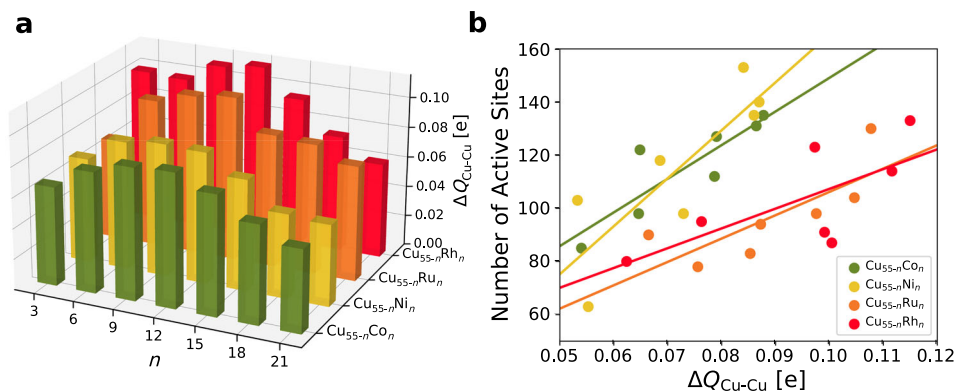 a
0.10
0.08
0.06
0.04
0.02
0.00
ΔQCu-Cu [e]
Cu55-nRhn
Cu55-nRun
Cu55-nNin
Cu55-nCon
3
6
9
12
15
18
21
n
b
160
140
120
100
80
60
Number of Active Sites
Cu55-nCon
Cu55-nNin
Cu55-nRun
Cu55-nRhn
0.05
0.06
0.07
0.08
0.09
0.10
0.11
0.12
ΔQCu-Cu [e]